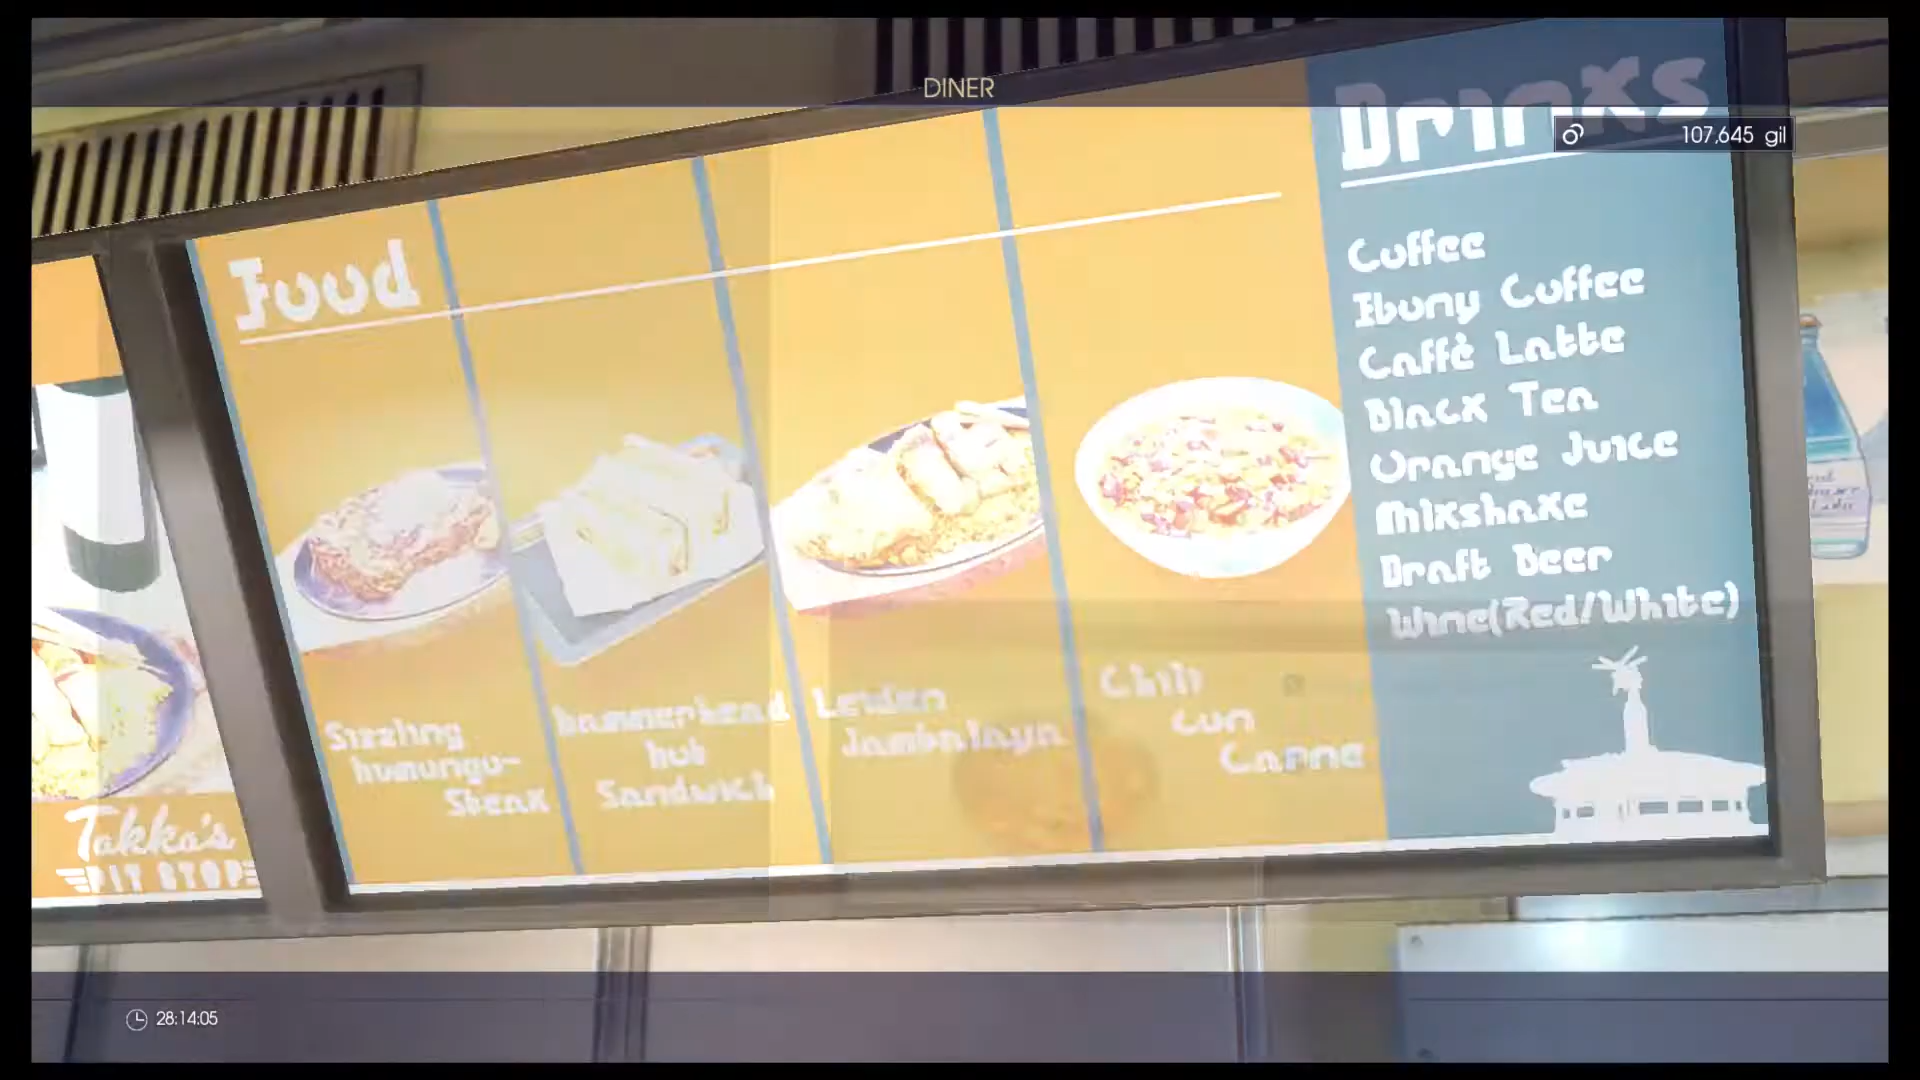 DINER
107,645 gil
Food
Drinks
Coffee
Ebony Coffee
Caffè Latte
Black Tea
Orange Juice
Milkshake
Draft Beer
Wine(Red/White)
Sizzling
humungo-
Steak
hammerhead
hot
Sandwich
Leiden
Jambalaya
Chili
Con
Carne
Takka's
PIT STOP
28:14:05